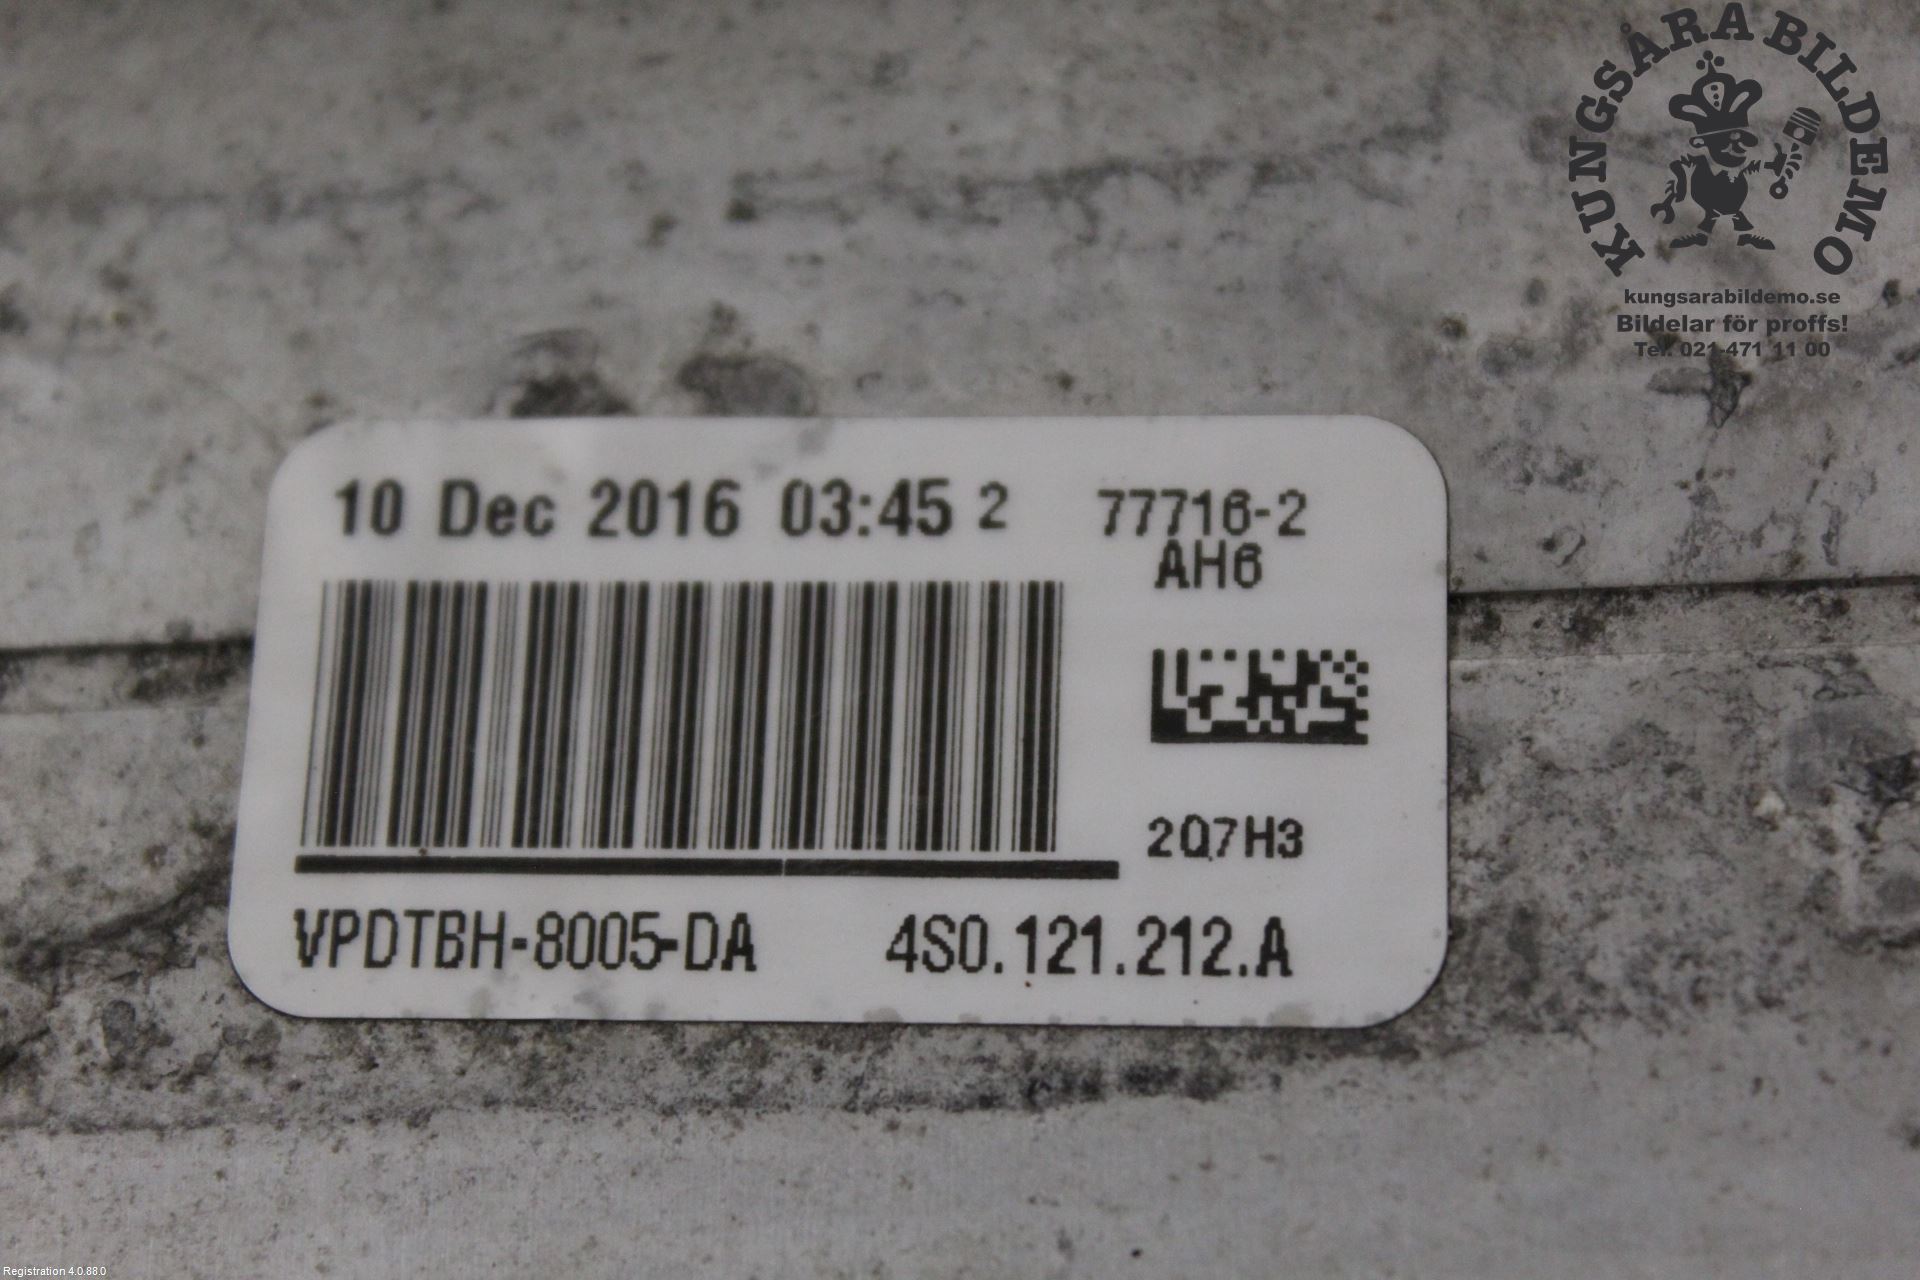 KUNGSÅRA BILDEMO
kungsarabildemo.se
Bildelar för proffs!
Tel. 021-471 11 00
10 Dec 2016 03:45 2 77716-2
AH6
2Q7H3
VPDTBH-8005-DA 4S0.121.212.A
Registration 4.0.88.0